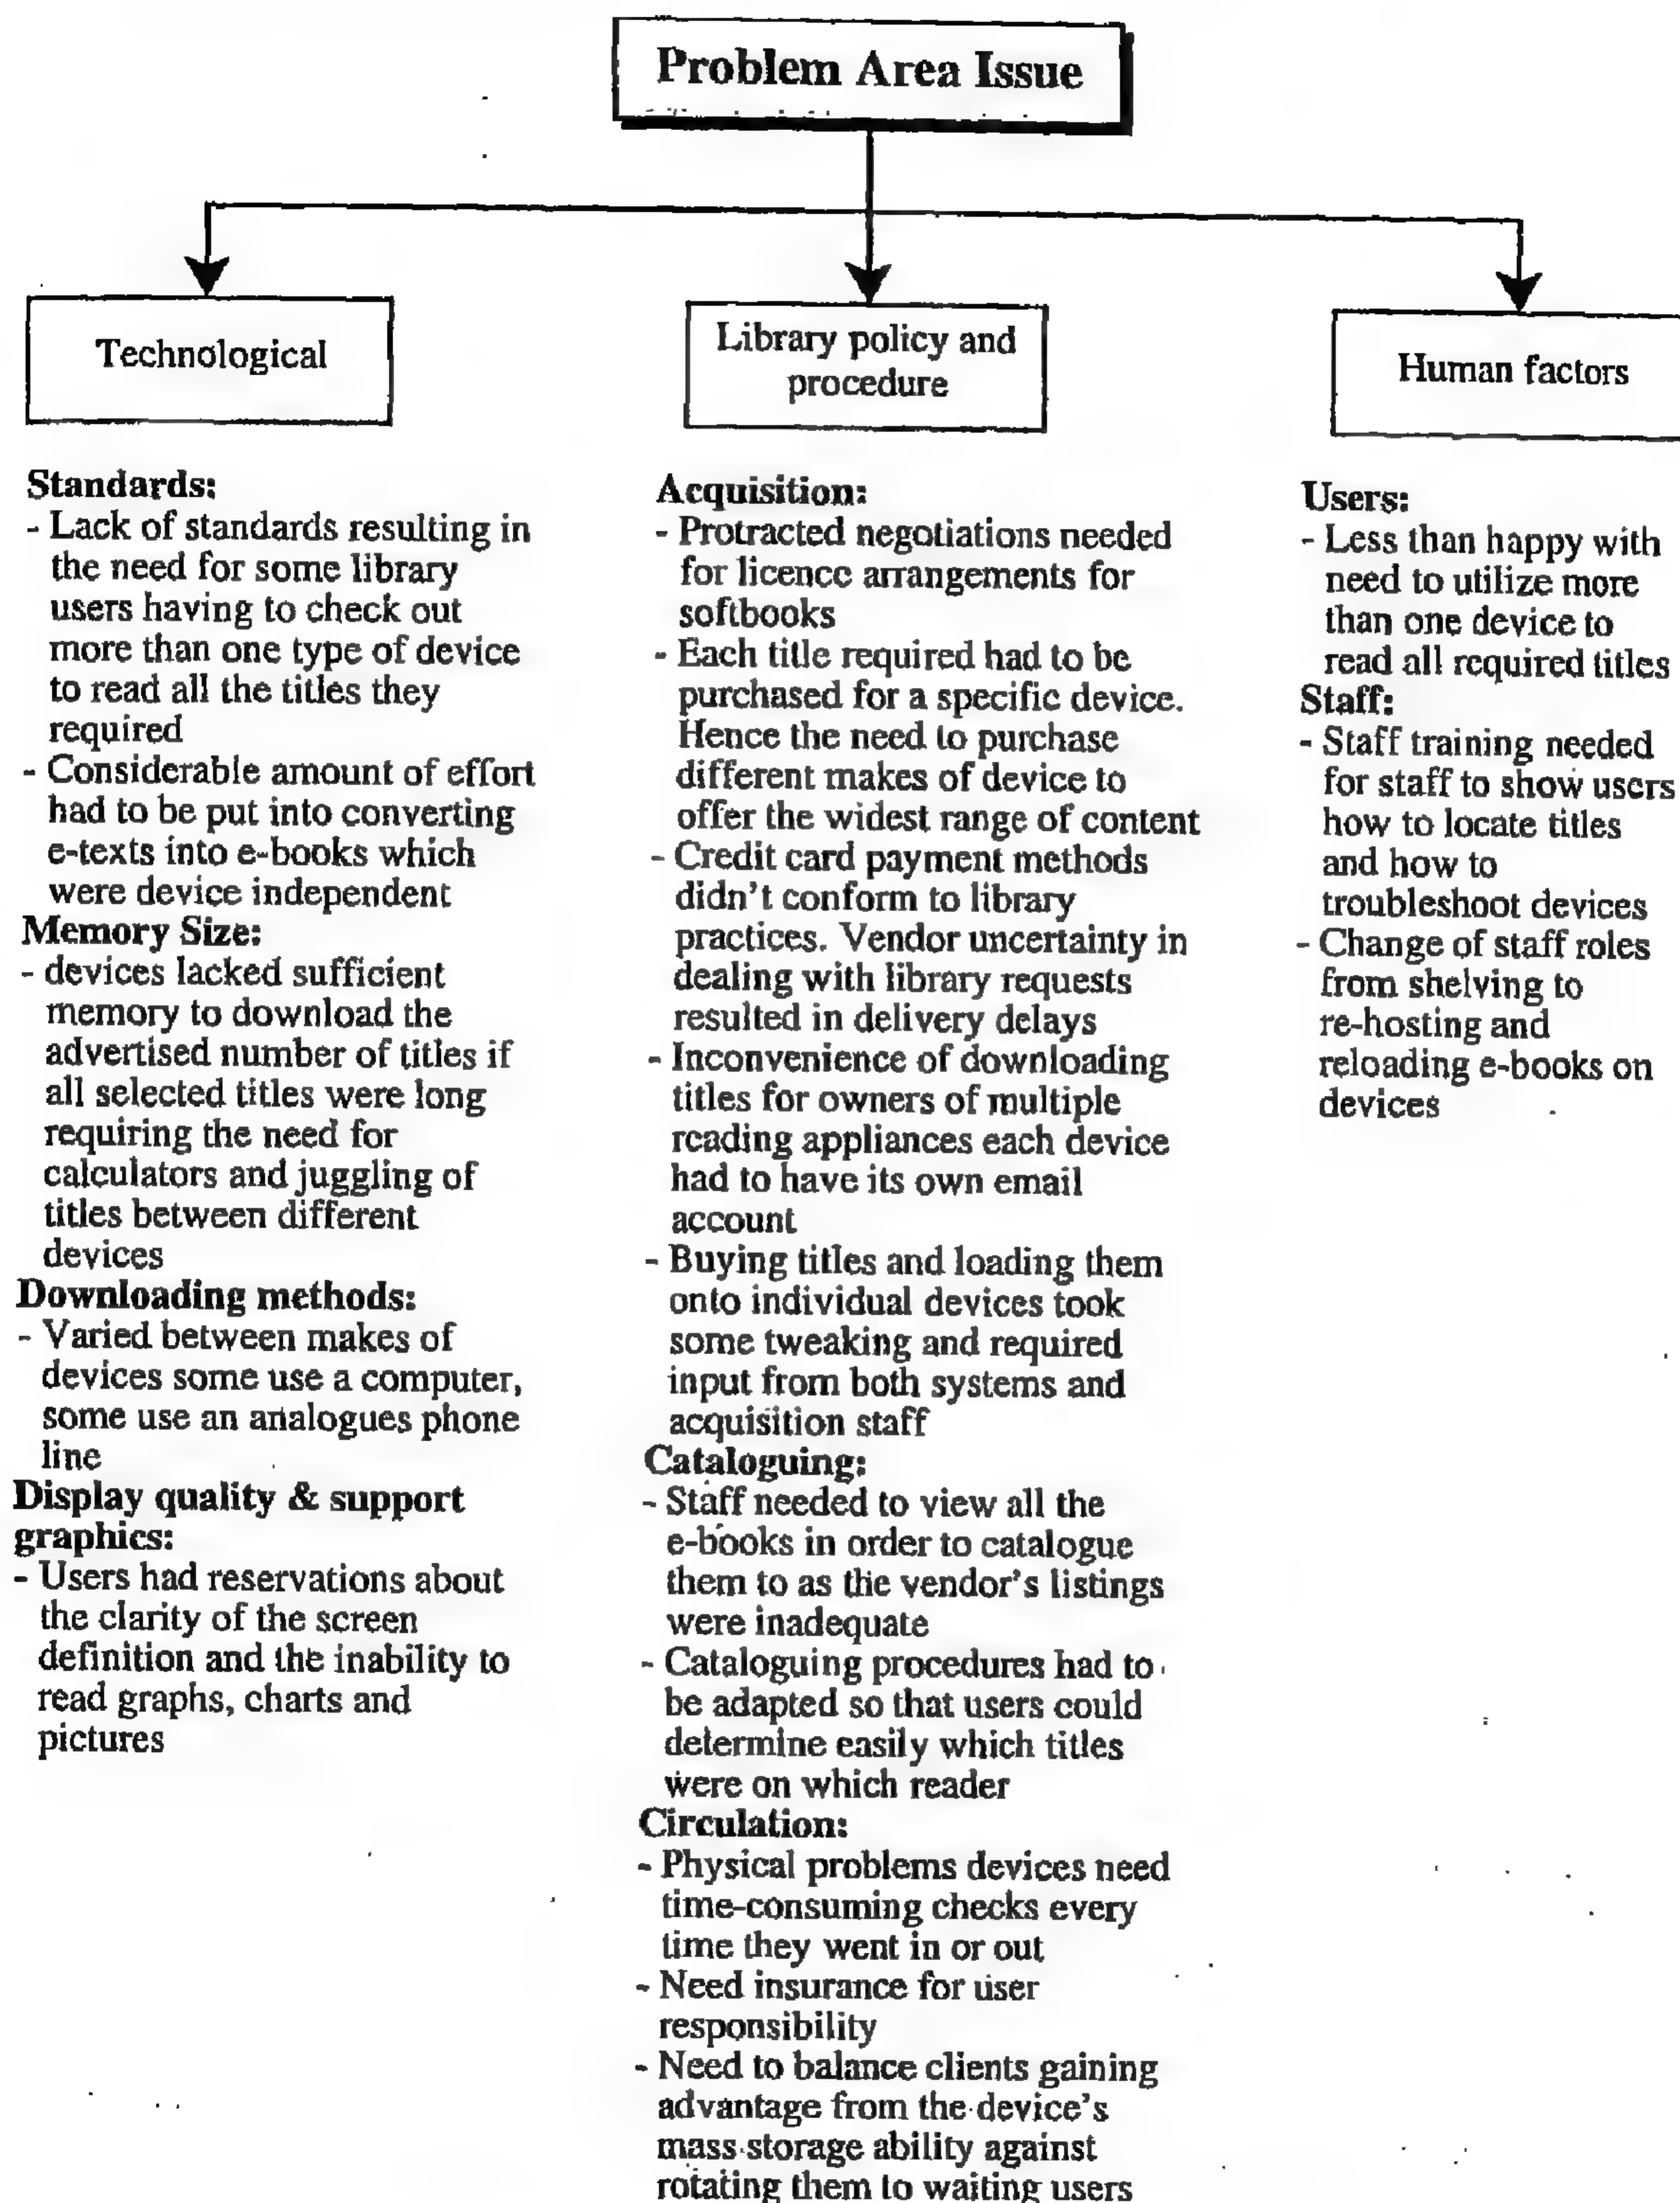 Problem Area Issue
Technological
Library policy and
procedure
Human factors
Standards:
- Lack of standards resulting in
the need for some library
users having to check out
more than one type of device
to read all the titles they
required
- Considerable amount of effort
had to be put into converting
e-texts into e-books which
were device independent
Memory Size:
- devices lacked sufficient
memory to download the
advertised number of titles if
all selected titles were long
requiring the need for
calculators and juggling of
titles between different
devices
Downloading methods:
- Varied between makes of
devices some use a computer,
some use an analogues phone
line
Display quality & support
graphics:
- Users had reservations about
the clarity of the screen
definition and the inability to
read graphs, charts and
pictures
Acquisition:
- Protracted negotiations needed
for licence arrangements for
softbooks
- Each title required had to be
purchased for a specific device.
Hence the need to purchase
different makes of device to
offer the widest range of content
- Credit card payment methods
didn't conform to library
practices. Vendor uncertainty in
dealing with library requests
resulted in delivery delays
- Inconvenience of downloading
titles for owners of multiple
reading appliances each device
had to have its own email
account
- Buying titles and loading them
onto individual devices took
some tweaking and required
input from both systems and
acquisition staff
Cataloguing:
- Staff needed to view all the
e-books in order to catalogue
them to as the vendor's listings
were inadequate
- Cataloguing procedures had to
be adapted so that users could
determine easily which titles
were on which reader
Circulation:
- Physical problems devices need
time-consuming checks every
time they went in or out
- Need insurance for user
responsibility
- Need to balance clients gaining
advantage from the device's
mass storage ability against
rotating them to waiting users
Users:
- Less than happy with
need to utilize more
than one device to
read all required titles
Staff:
- Staff training needed
for staff to show users
how to locate titles
and how to
troubleshoot devices
- Change of staff roles
from shelving to
re-hosting and
reloading e-books on
devices